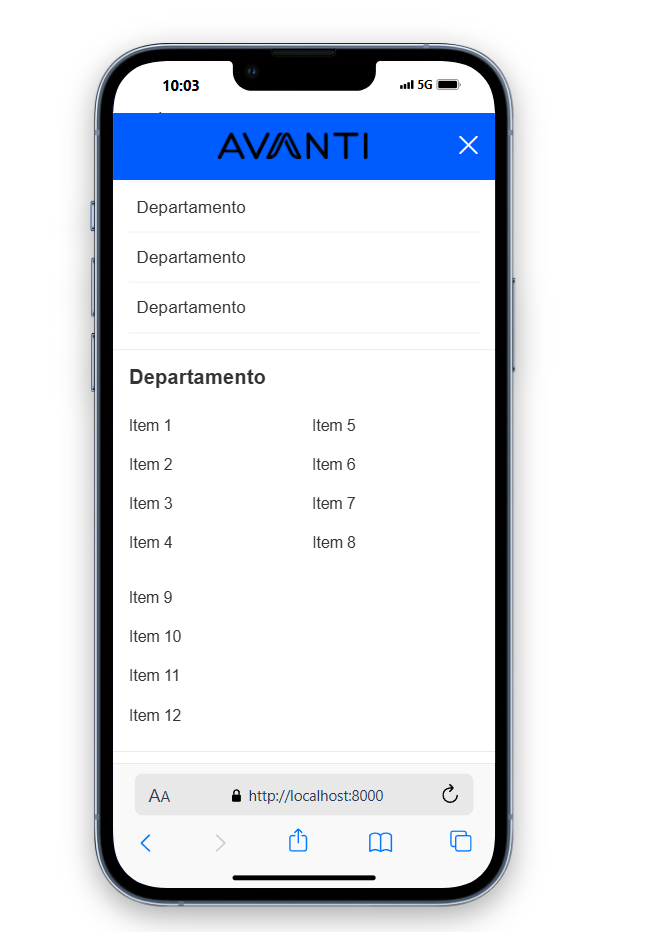 10:03 5G
AVANTI
Departamento
Departamento
Departamento
Departamento
Item 1 Item 5
Item 2 Item 6
Item 3 Item 7
Item 4 Item 8
Item 9
Item 10
Item 11
Item 12
AA http://localhost:8000